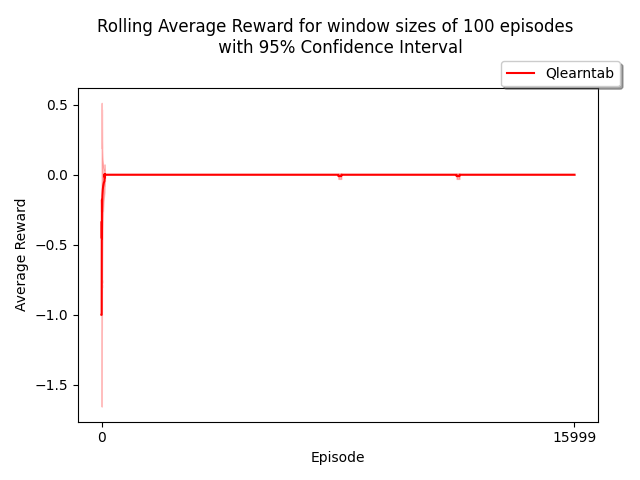 Rolling Average Reward for window sizes of 100 episodes
with 95% Confidence Interval
Qlearntab
0.5
0.0
−0.5
−1.0
−1.5
Average Reward
0 15999
Episode